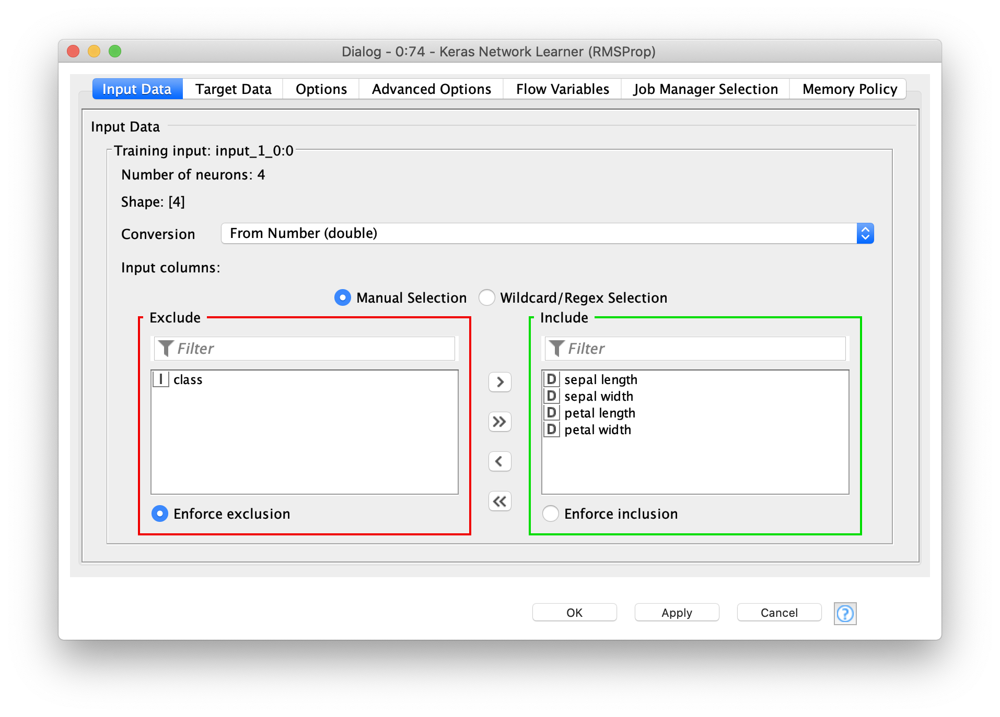 Dialog - 0:74 - Keras Network Learner (RMSProp)
Input Data Target Data Options Advanced Options Flow Variables Job Manager Selection Memory Policy
Input Data
Training input: input_1_0:0
Number of neurons: 4
Shape: [4]
Conversion From Number (double)
Input columns:
Manual Selection Wildcard/Regex Selection
Exclude
Filter
I class
Enforce exclusion
>
>>
<
<<
Include
Filter
D sepal length
D sepal width
D petal length
D petal width
Enforce inclusion
OK Apply Cancel ?